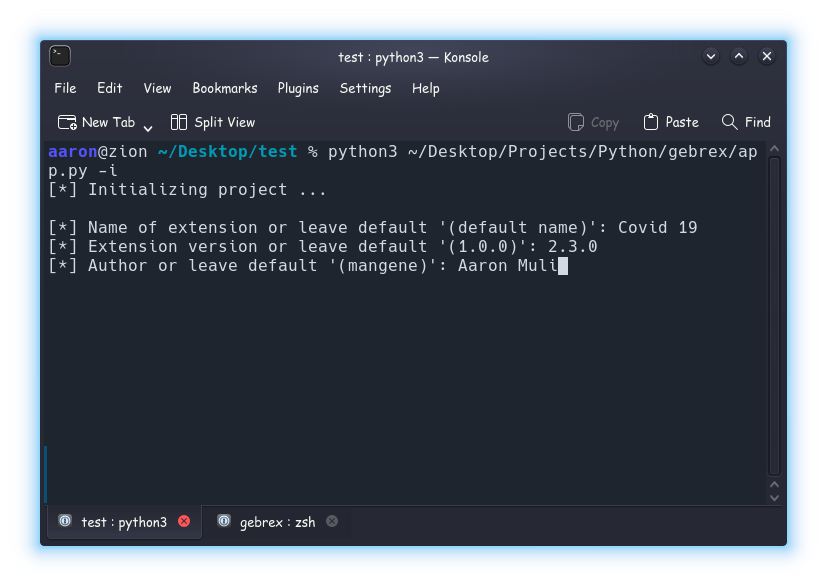 test : python3 — Konsole
File Edit View Bookmarks Plugins Settings Help
New Tab Split View Copy Paste Find
aaron@zion ~/Desktop/test % python3 ~/Desktop/Projects/Python/gebrex/ap
p.py -i
[*] Initializing project ...
[*] Name of extension or leave default '(default name)': Covid 19
[*] Extension version or leave default '(1.0.0)': 2.3.0
[*] Author or leave default '(mangene)': Aaron Muli
test : python3 gebrex : zsh